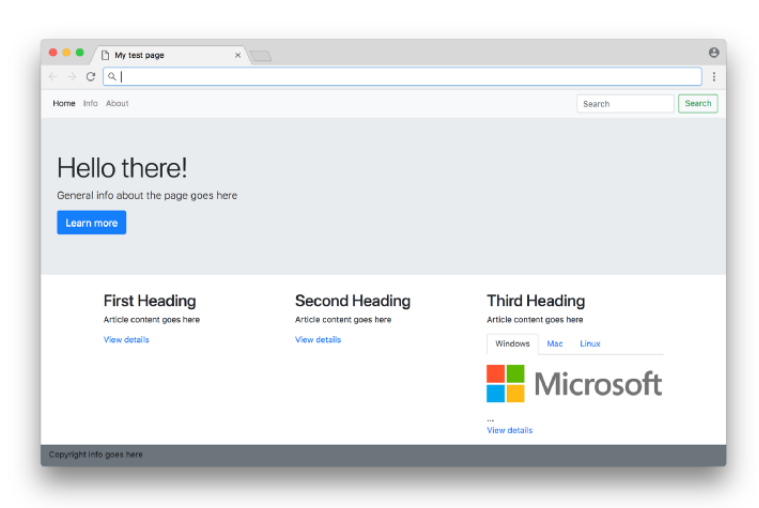 My test page
Home Info About Search Search
Hello there!
General info about the page goes here
Learn more
First Heading
Article content goes here
View details
Second Heading
Article content goes here
View details
Third Heading
Article content goes here
Windows Mac Linux
Microsoft
...
View details
Copyright info goes here